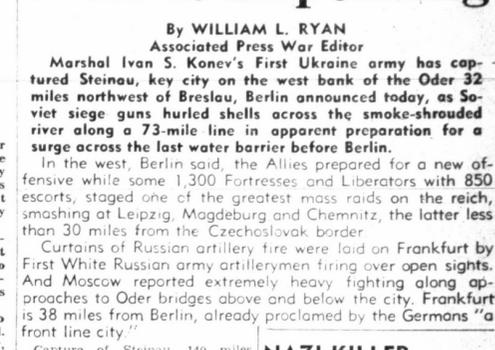 By WILLIAM L. RYAN
Associated Press War Editor
Marshal Ivan S. Konev's First Ukraine army has cap-
tured Steinau, key city on the west bank of the Oder 32
miles northwest of Breslau, Berlin announced today, as So-
viet siege guns hurled shells across the smoke-shrouded
river along a 73-mile line in apparent preparation for a
surge across the last water barrier before Berlin.
In the west, Berlin said, the Allies prepared for a new of-
fensive while some 1,300 Fortresses and Liberators with 850
escorts, staged one of the greatest mass raids on the reich,
smashing at Leipzig, Magdeburg and Chemnitz, the latter less
than 30 miles from the Czechoslovak border
Curtains of Russian artillery fire were laid on Frankfurt by
First White Russian army artillerymen firing over open sights.
And Moscow reported extremely heavy fighting along ap-
proaches to Oder bridges above and below the city. Frankfurt
is 38 miles from Berlin, already proclaimed by the Germans "a
front line city."
NAZI KILLER